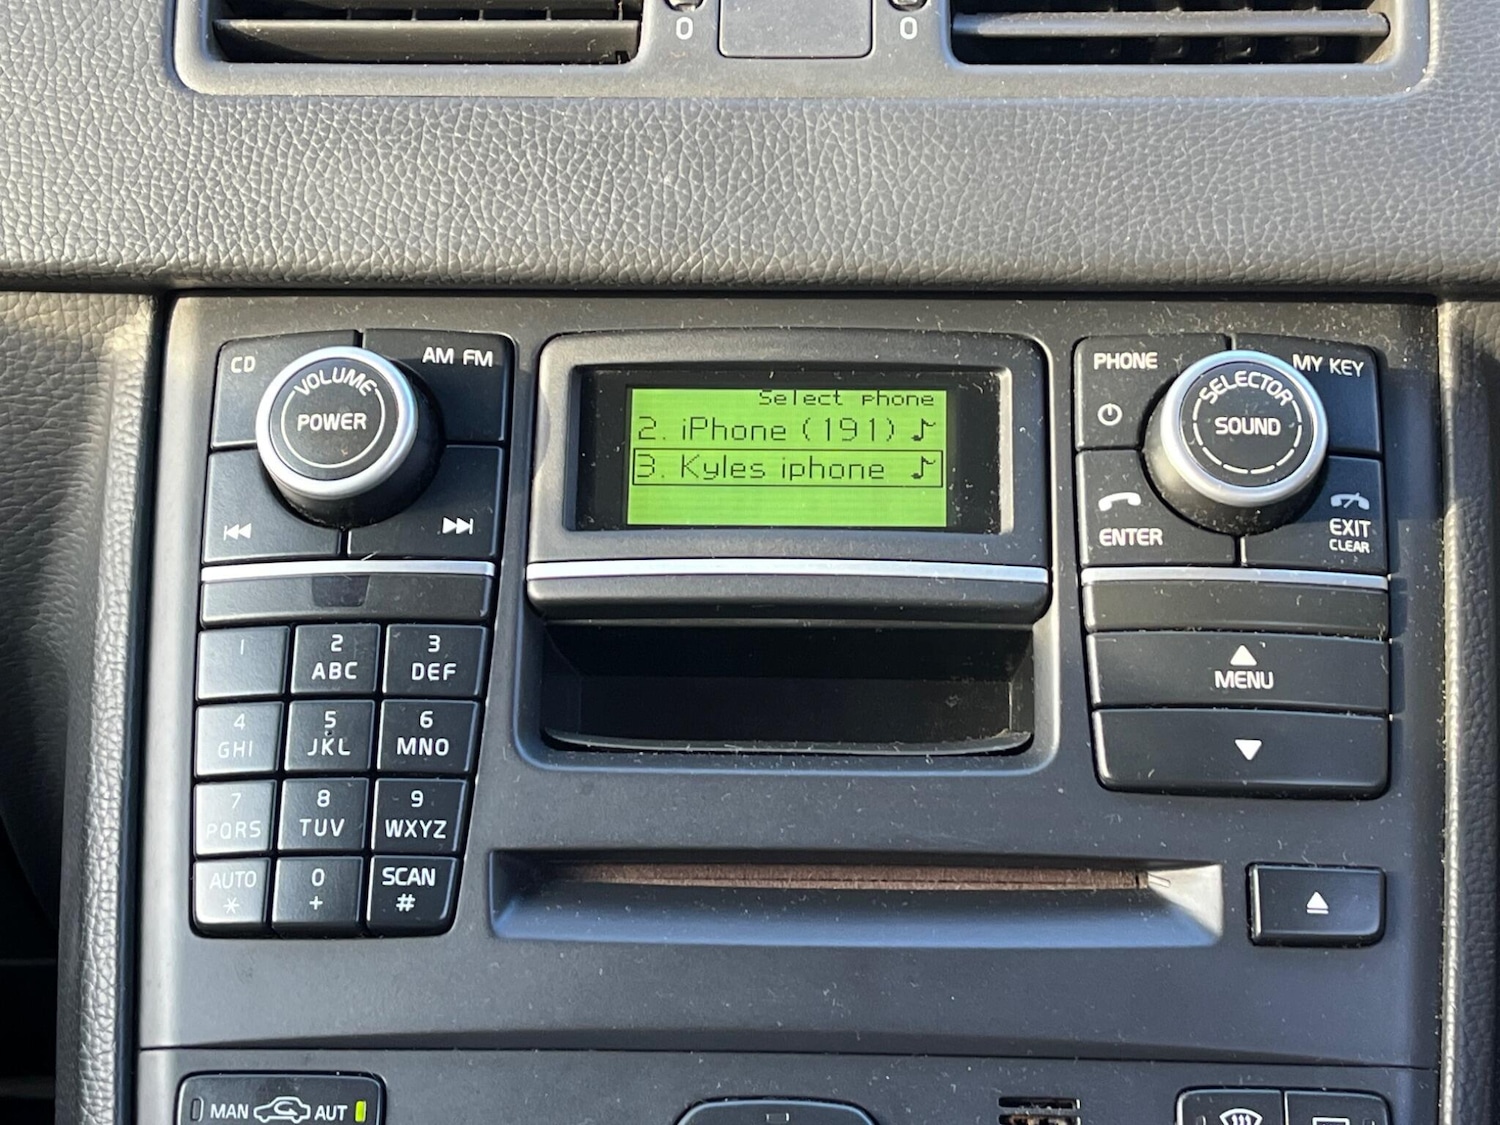 0 0
CD
AM FM
VOLUME
POWER
Select phone
2. iPhone (191)
3. Kyles iphone
PHONE
MY KEY
SELECTOR
SOUND
ENTER
EXIT
CLEAR
1
2
ABC
3
DEF
4
GHI
5
JKL
6
MNO
7
PQRS
8
TUV
9
WXYZ
AUTO
*
0
+
SCAN
#
MENU
MAN AUT